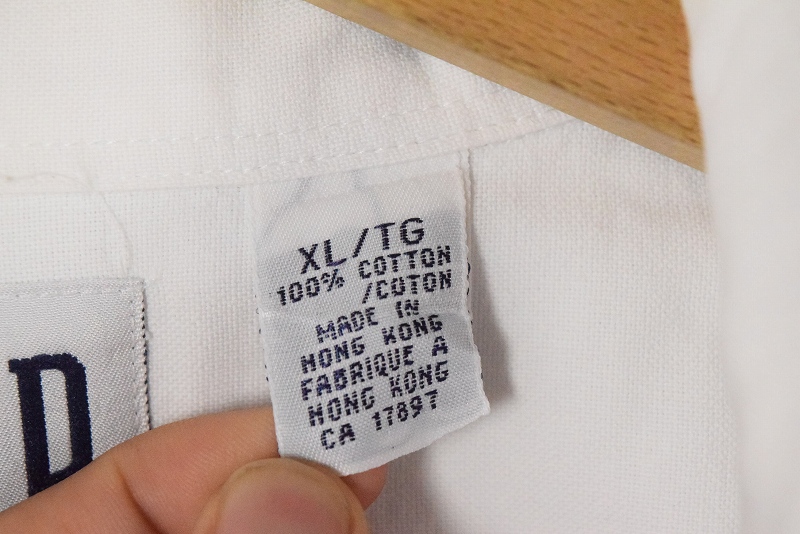 XL/TG
100% COTTON
/COTON
MADE IN
HONG KONG
FABRIQUE A
HONG KONG
CA 17897